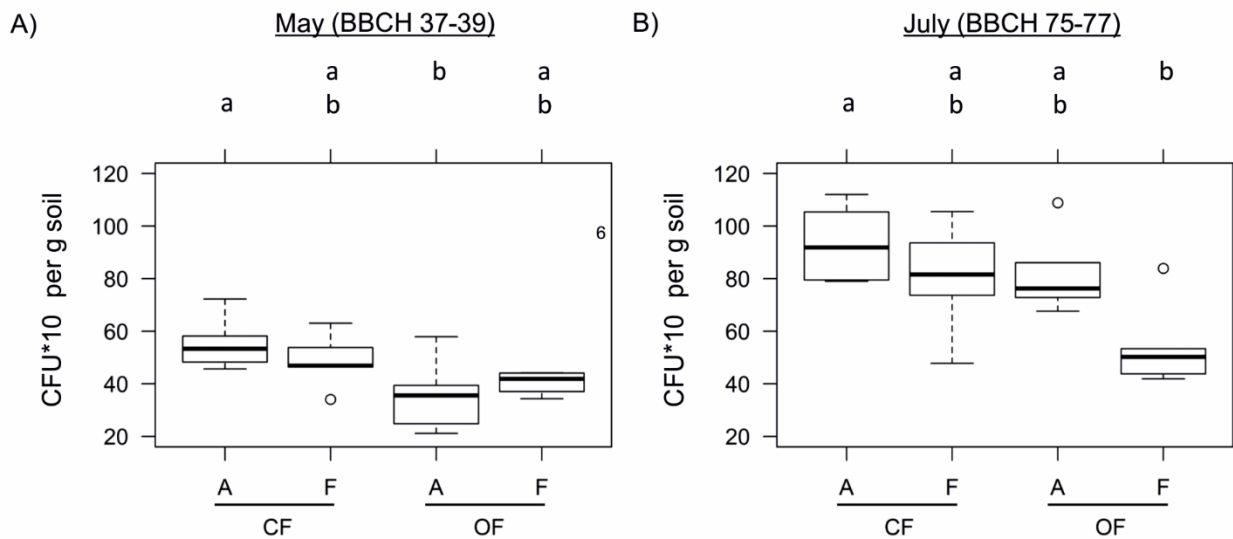 A) May (BBCH 37-39) B) July (BBCH 75-77)
a b a a a b
a b b a b b
120 120
100 6 100
80 80
60 60
40 40
20 20
CFU*10 per g soil CFU*10 per g soil
A F A F A F A F
CF OF CF OF